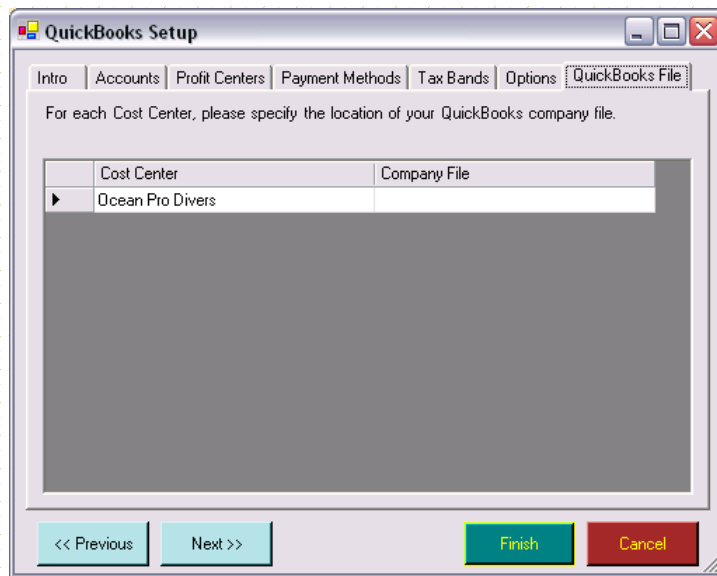 QuickBooks Setup
Intro Accounts Profit Centers Payment Methods Tax Bands Options QuickBooks File
For each Cost Center, please specify the location of your QuickBooks company file.
Cost Center Company File
Ocean Pro Divers
<< Previous Next >> Finish Cancel